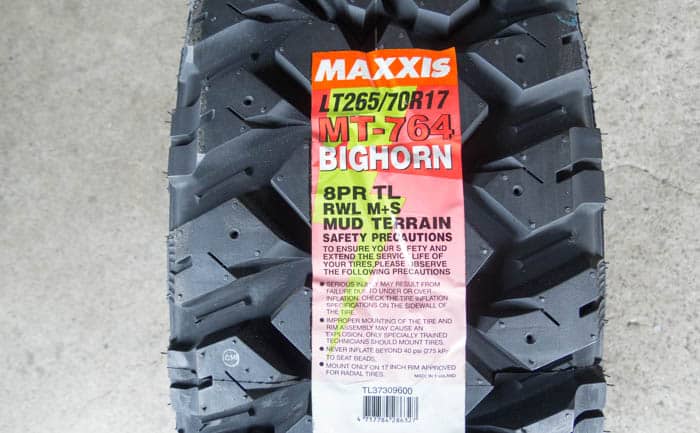 MAXXIS
LT265/70R17
MT-764
BIGHORN
8PR TL
RWL M+S
MUD TERRAIN
SAFETY PRECAUTIONS
TO ENSURE YOUR SAFETY AND
EXTEND THE SERVICE LIFE OF
YOUR TIRES,PLEASE OBSERVE
THE FOLLOWING PRECAUTIONS
● SERIOUS INJURY MAY RESULT FROM
FAILURE DUE TO UNDER OR OVER
INFLATION. CHECK THE TIRE INFLATION
SPECIFICATIONS ON THE SIDEWALL OF
THE TIRE.
● IMPROPER MOUNTING OF THE TIRE AND
RIM ASSEMBLY MAY CAUSE AN
EXPLOSION, ONLY SPECIALLY TRAINED
TECHNICIANS SHOULD MOUNT TIRES.
● NEVER INFLATE BEYOND 40 psi (275 kPa)
TO SEAT BEADS.
● MOUNT ONLY ON 17 INCH RIM APPROVED
FOR RADIAL TIRES.
MADE IN THAILAND
TL37309600
4 717784 286327